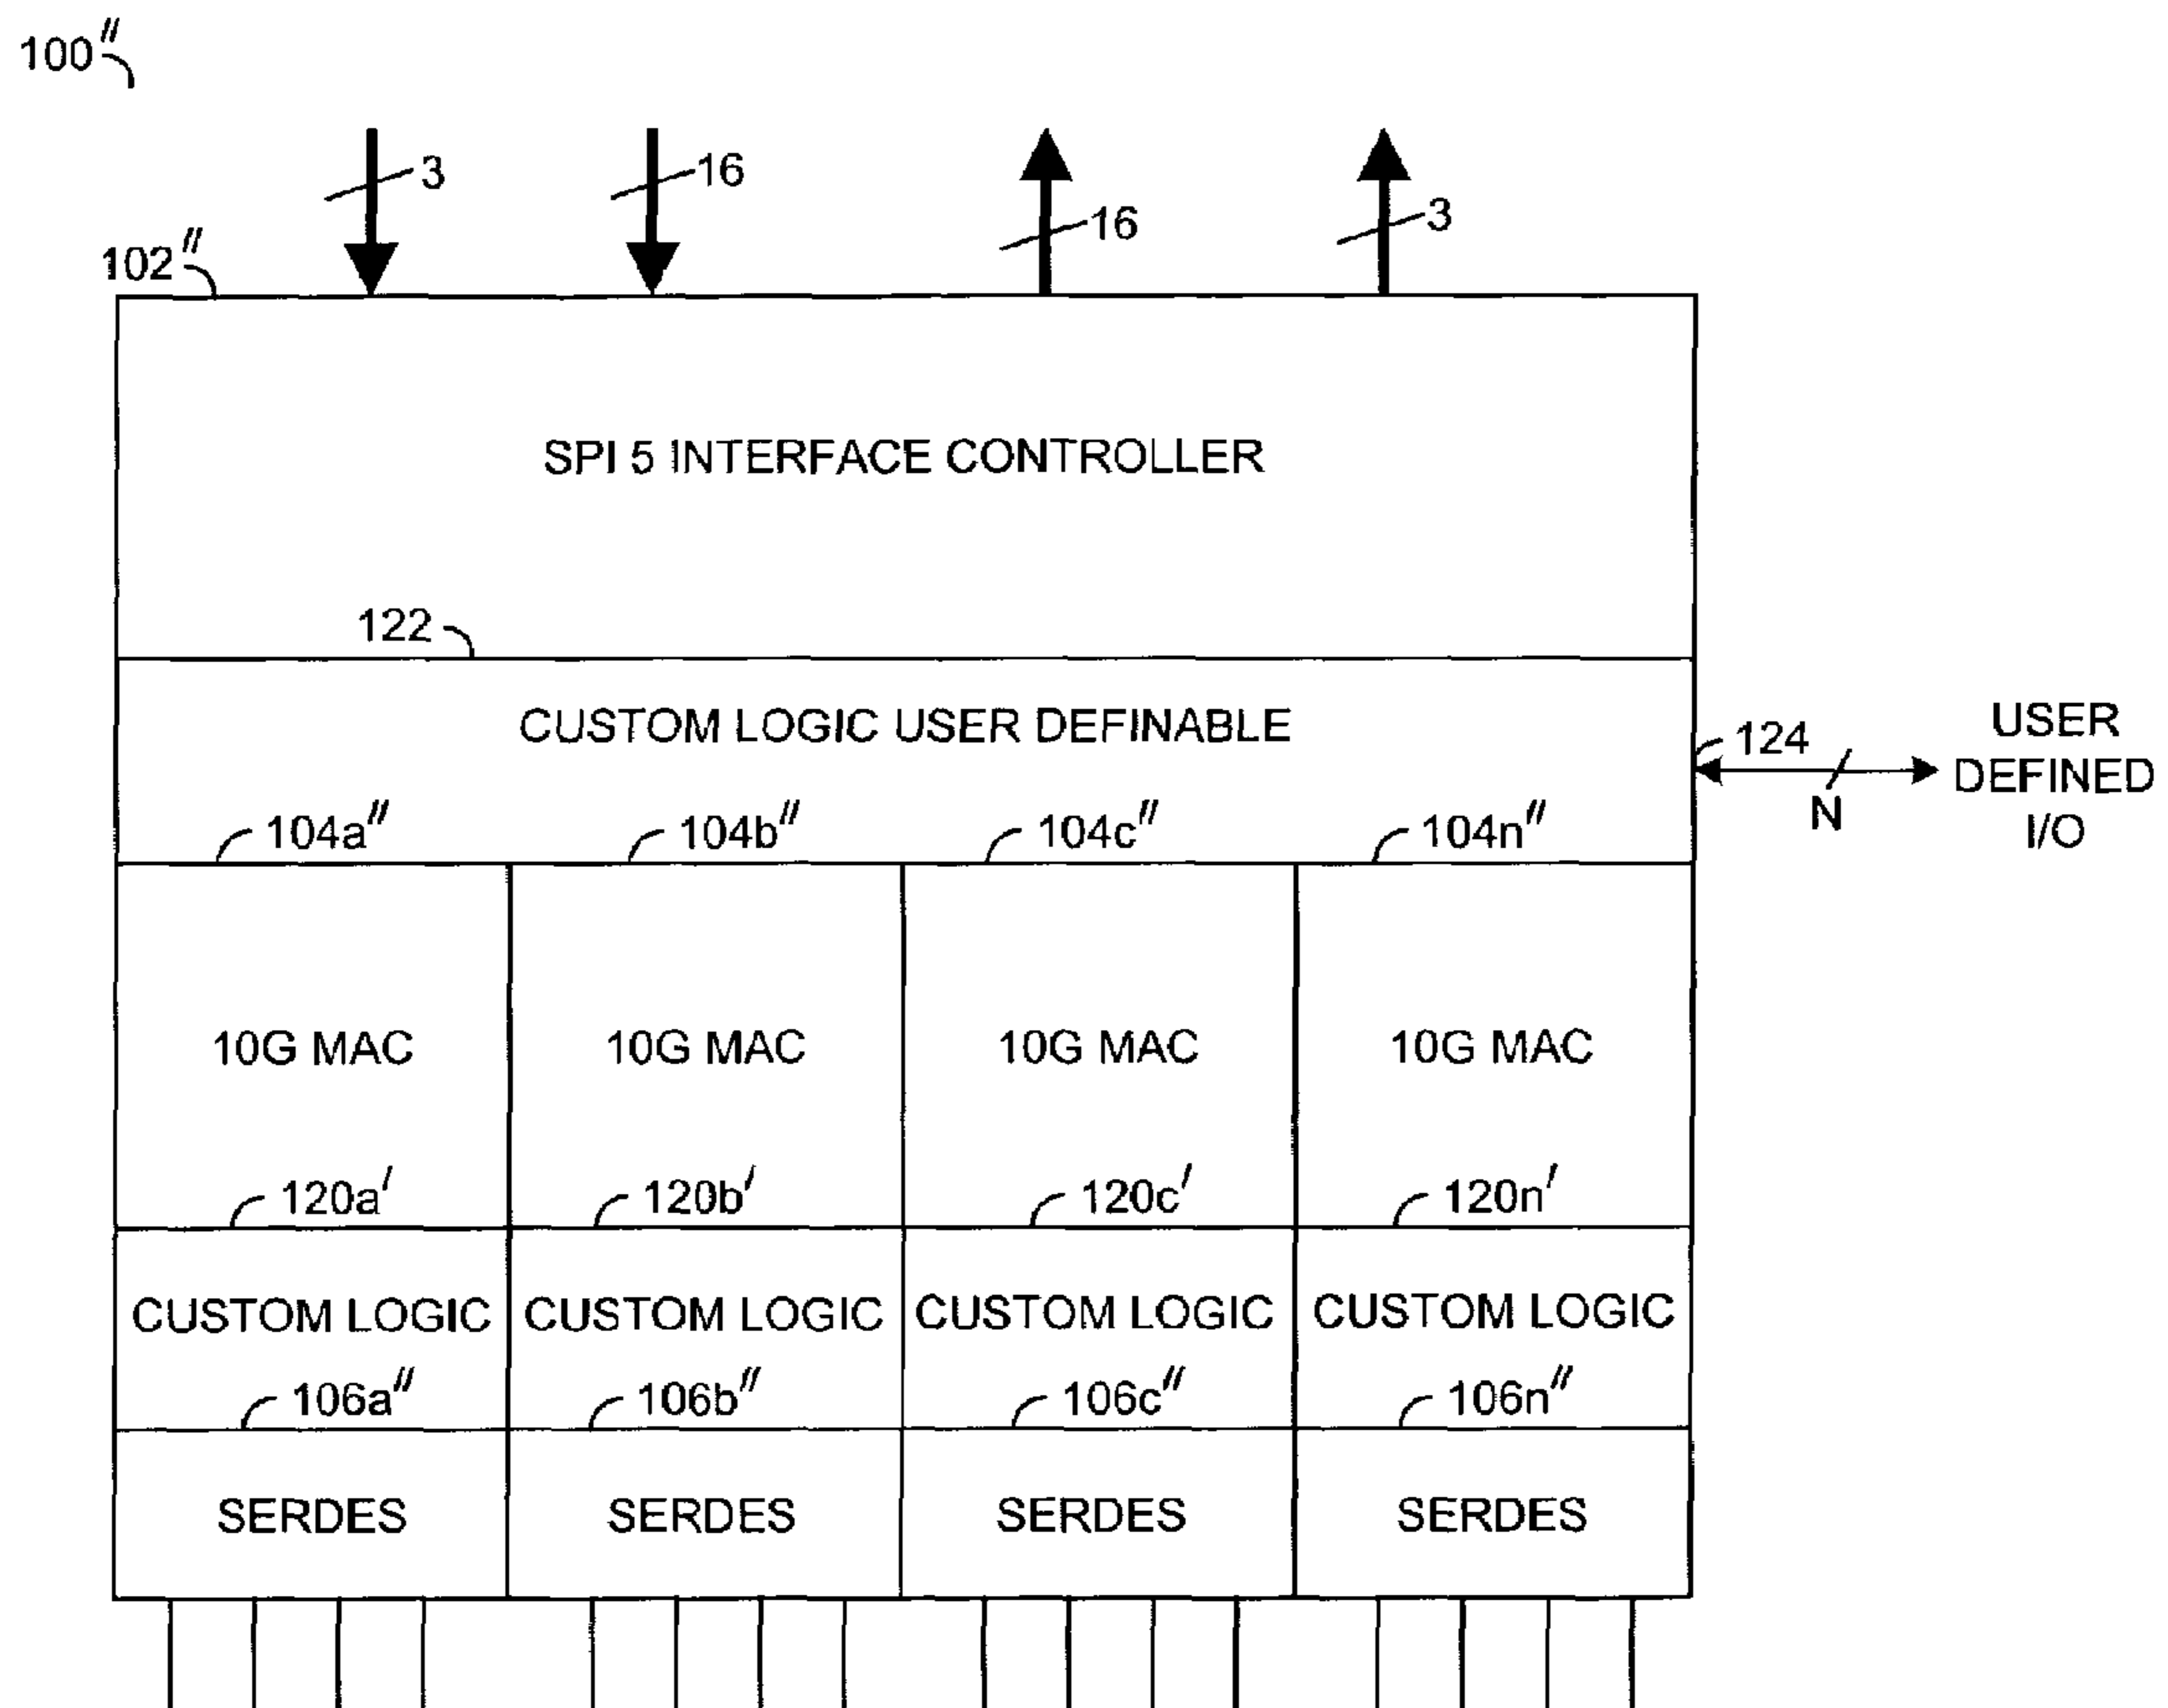 100″
3 16 16 3
102″
SPI 5 INTERFACE CONTROLLER
122
CUSTOM LOGIC USER DEFINABLE
124
N
USER
DEFINED
I/O
104a″ 104b″ 104c″ 104n″
10G MAC 10G MAC 10G MAC 10G MAC
120a′ 120b′ 120c′ 120n′
CUSTOM LOGIC CUSTOM LOGIC CUSTOM LOGIC CUSTOM LOGIC
106a″ 106b″ 106c″ 106n″
SERDES SERDES SERDES SERDES